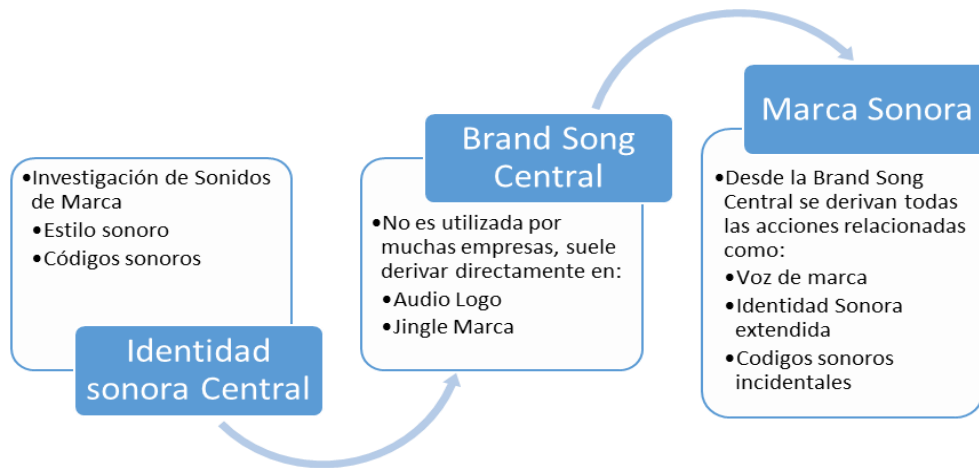 •Investigación de Sonidos
de Marca
•Estilo sonoro
•Códigos sonoros
Identidad
sonora Central
Brand Song
Central
•No es utilizada por
muchas empresas, suele
derivar directamente en:
•Audio Logo
•Jingle Marca
Marca Sonora
•Desde la Brand Song
Central se derivan todas
las acciones relacionadas
como:
•Voz de marca
•Identidad Sonora
extendida
•Codigos sonoros
incidentales